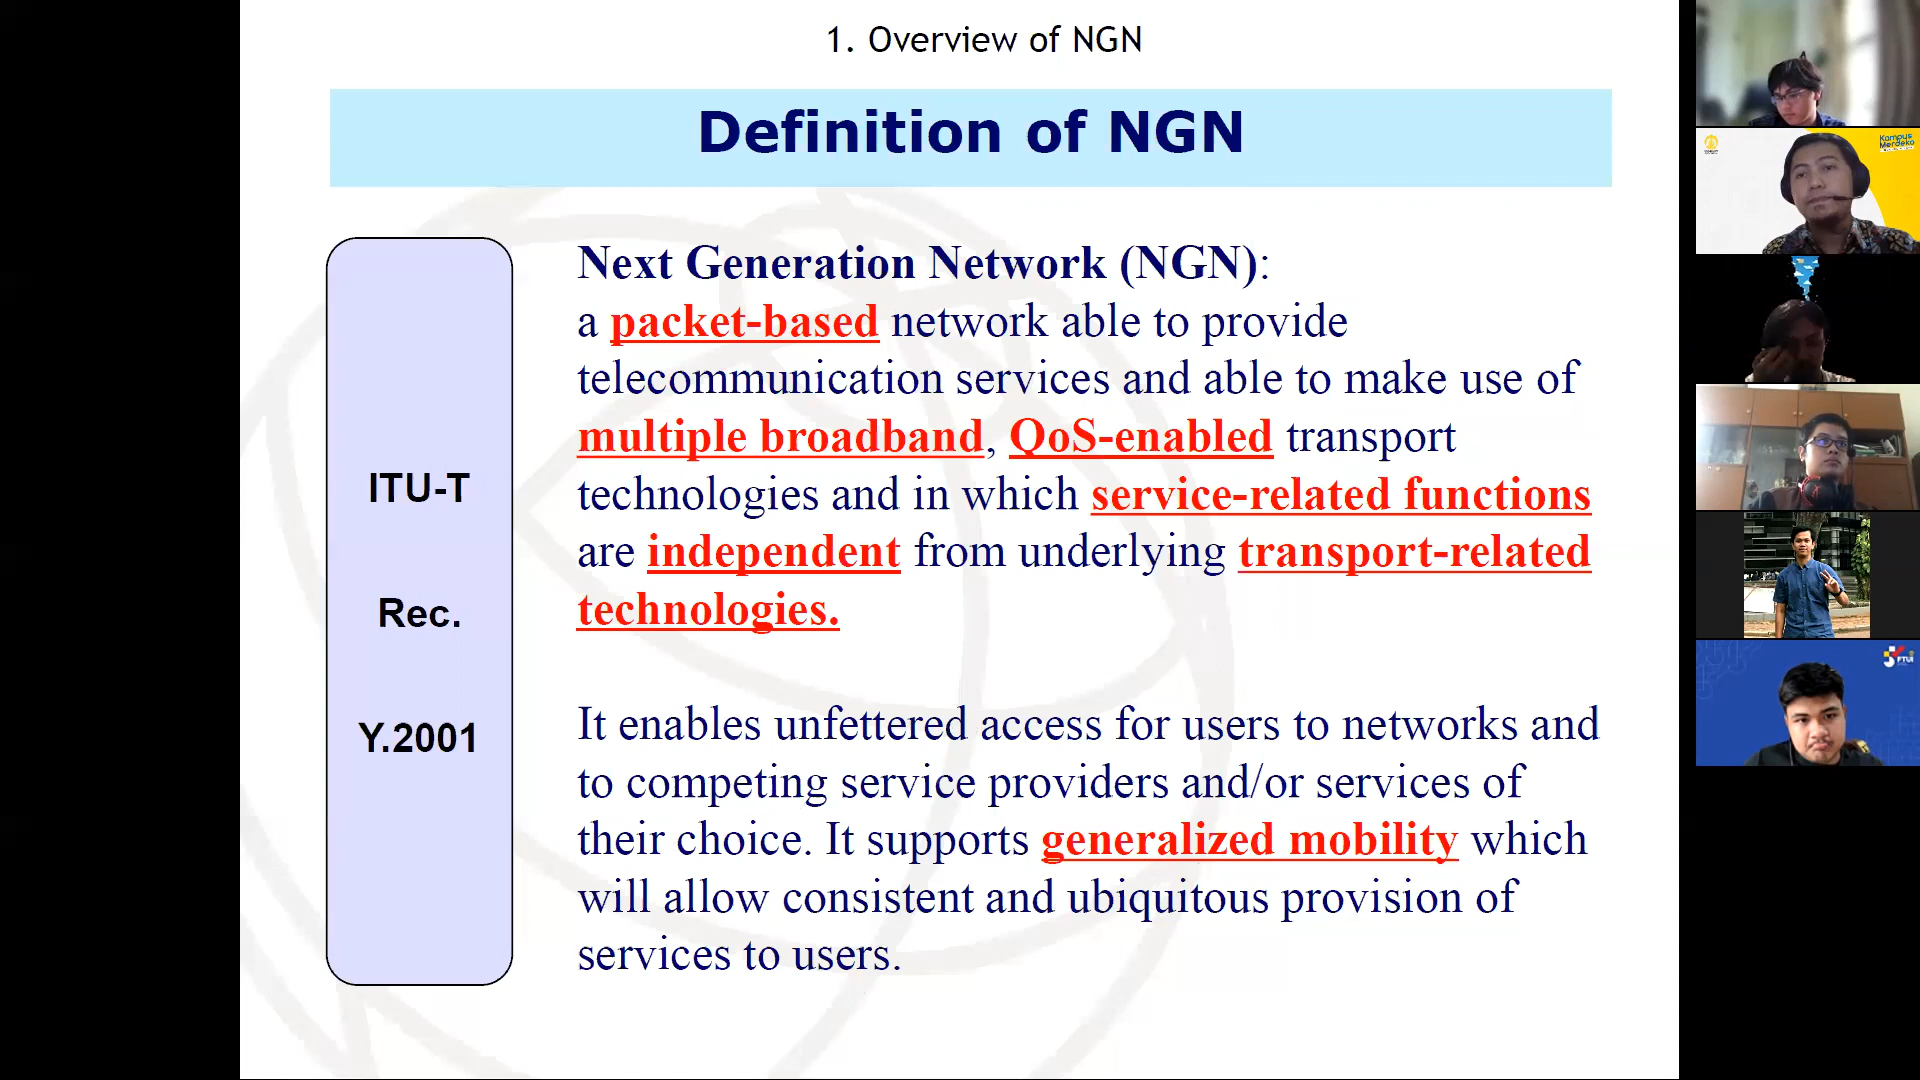 1. Overview of NGN
Definition of NGN
ITU-T
Rec.
Y.2001
Next Generation Network (NGN):
a packet-based network able to provide
telecommunication services and able to make use of
multiple broadband, QoS-enabled transport
technologies and in which service-related functions
are independent from underlying transport-related
technologies.
It enables unfettered access for users to networks and
to competing service providers and/or services of
their choice. It supports generalized mobility which
will allow consistent and ubiquitous provision of
services to users.
Kampus
Merdeka
FTUI